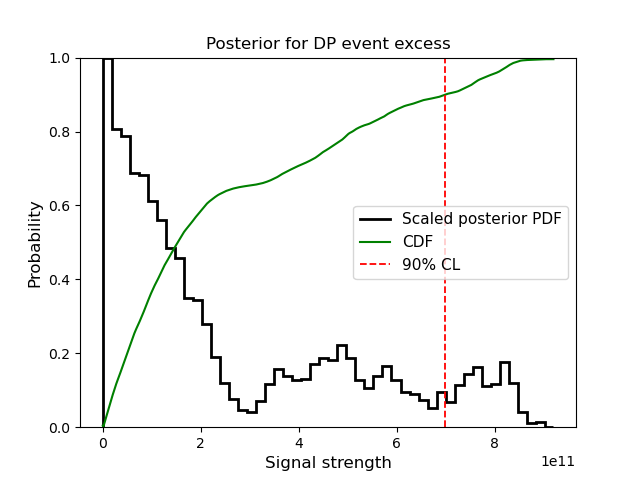 Posterior for DP event excess
Probability
1.0
0.8
0.6
0.4
0.2
0.0
Scaled posterior PDF
CDF
90% CL
0
2
4
6
8
1e11
Signal strength